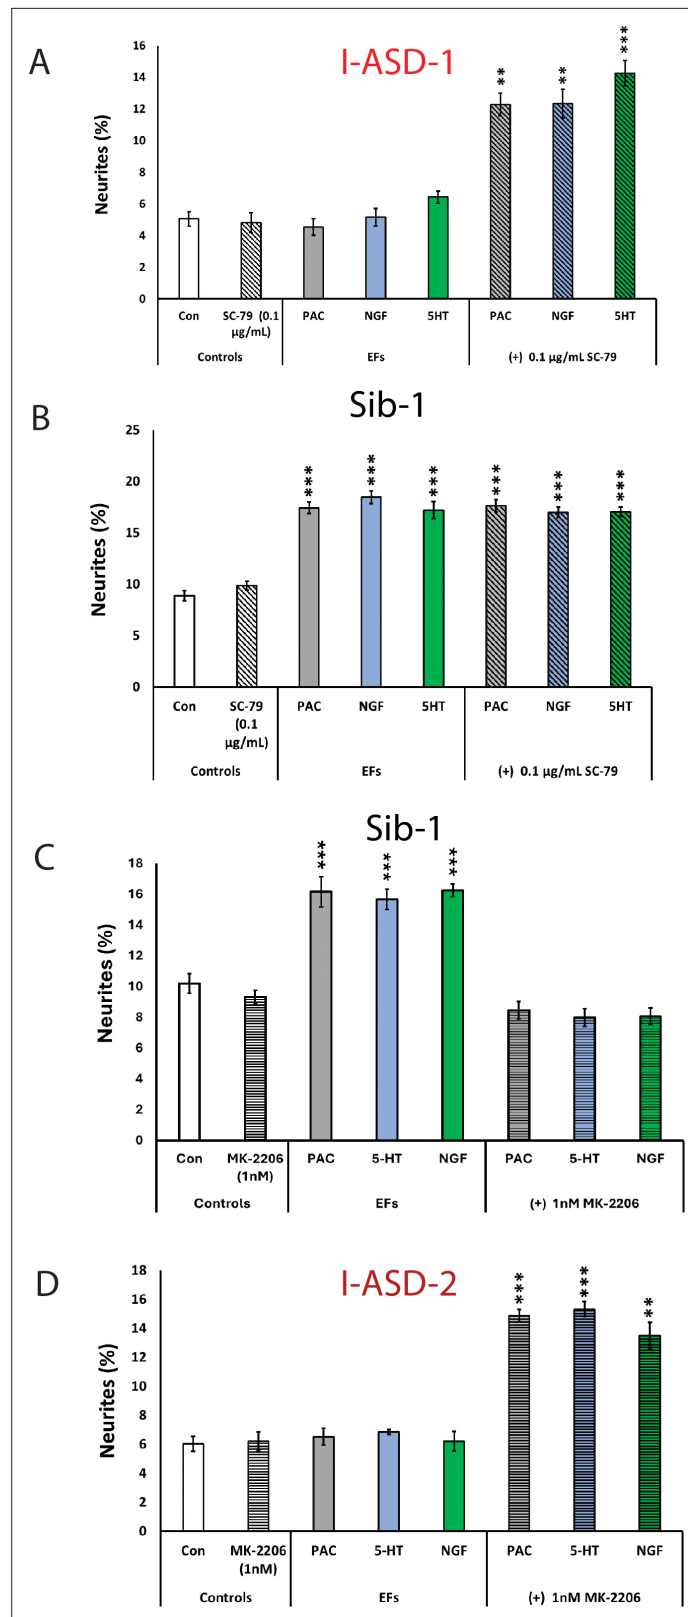 A
I-ASD-1
Neurites (%)
16
14
12
10
8
6
4
2
0
** ** ***
Con SC-79 (0.1 PAC NGF 5HT PAC NGF 5HT
µg/mL)
Controls EFs (+) 0.1 µg/mL SC-79
B
Sib-1
Neurites (%)
25
20
15
10
5
0
*** *** *** *** *** ***
Con SC-79 PAC NGF 5HT PAC NGF 5HT
(0.1
µg/mL)
Controls EFs (+) 0.1 µg/mL SC-79
C
Sib-1
Neurites (%)
18
16
14
12
10
8
6
4
2
0
*** *** ***
Con MK-2206 PAC 5-HT NGF PAC 5-HT NGF
(1nM)
Controls EFs (+) 1nM MK-2206
D
I-ASD-2
Neurites (%)
18
16
14
12
10
8
6
4
2
0
*** *** **
Con MK-2206 PAC 5-HT NGF PAC 5-HT NGF
(1nM)
Controls EFs (+) 1nM MK-2206